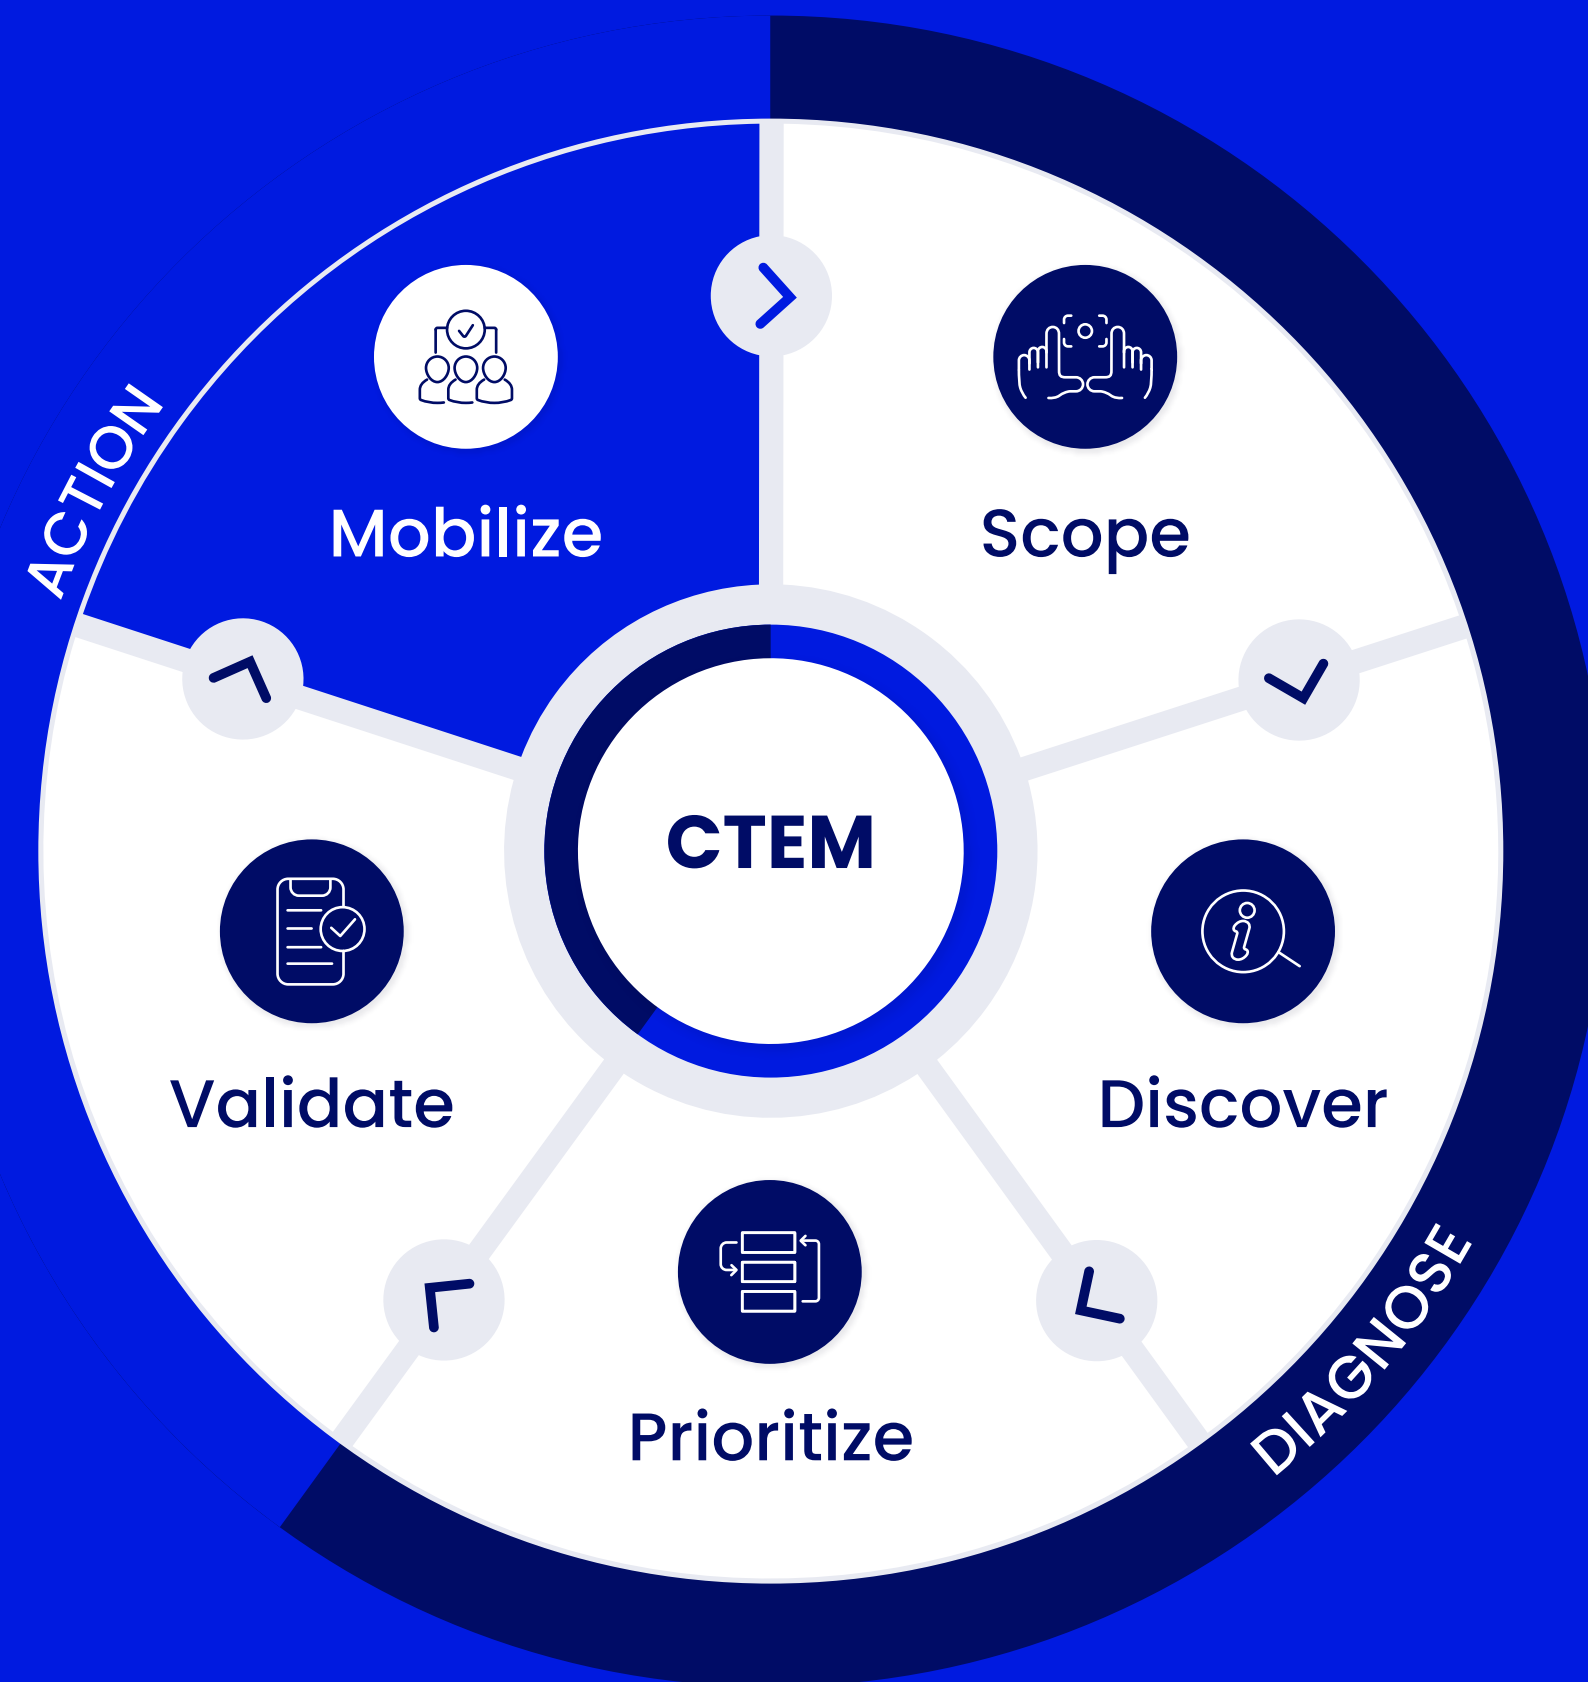 ACTION
Mobilize
Scope
CTEM
Validate
Discover
Prioritize
DIAGNOSE